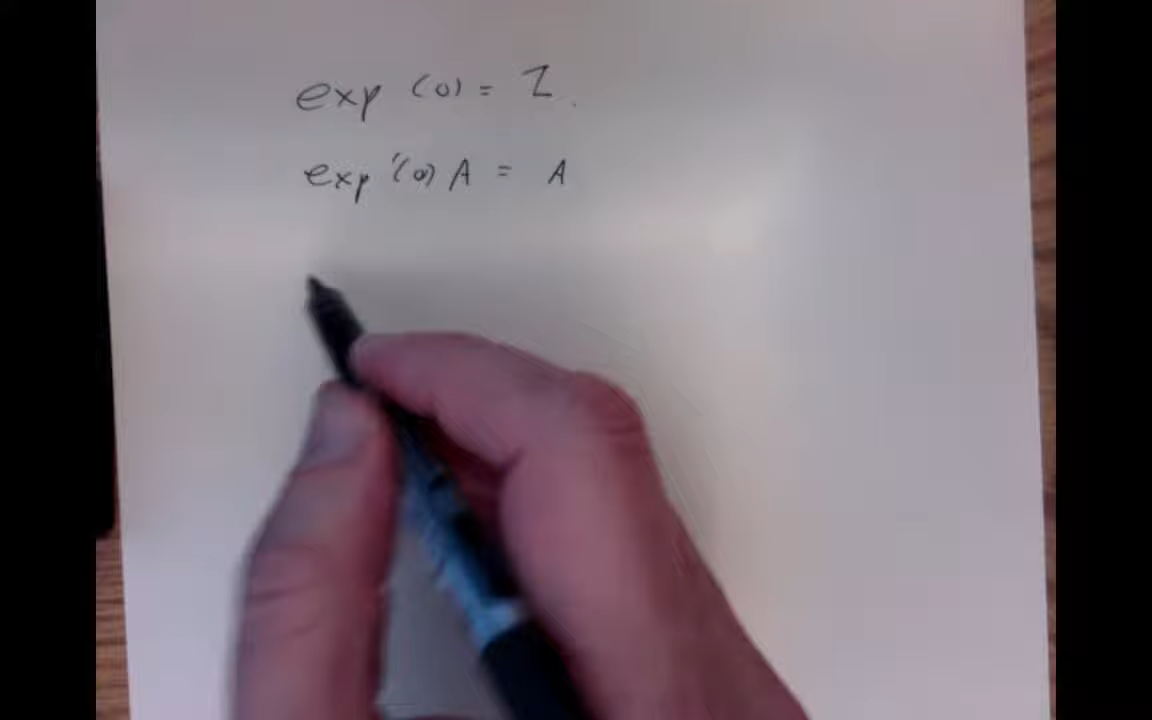 exp (0) = I.
exp'(0) A = A